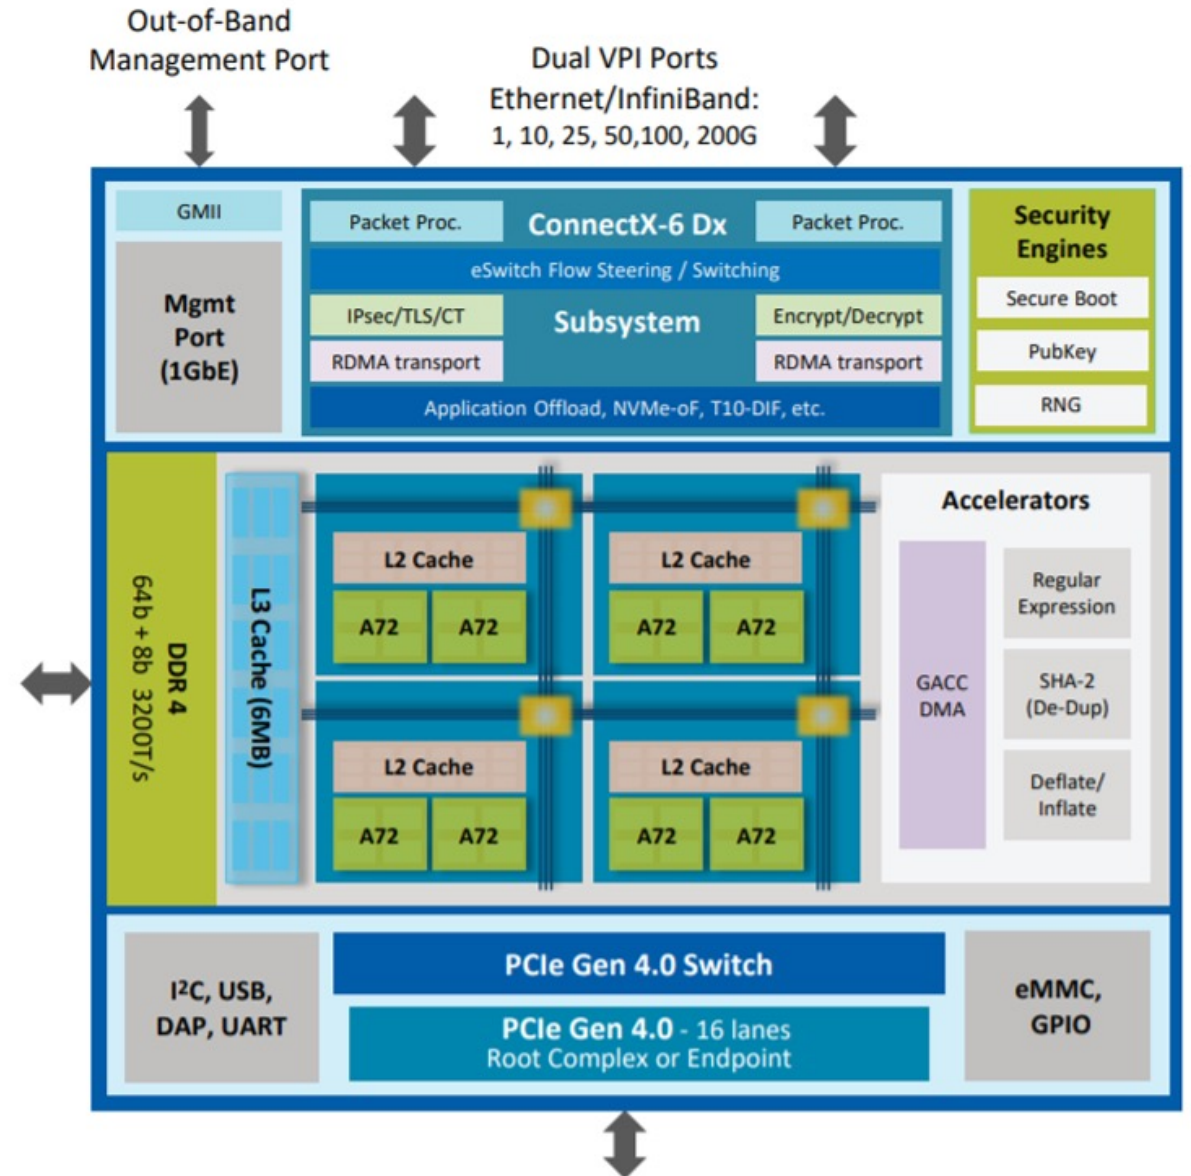 Out-of-Band
Management Port
Dual VPI Ports
Ethernet/InfiniBand:
1, 10, 25, 50,100, 200G
GMII
Mgmt
Port
(1GbE)
Packet Proc.
ConnectX-6 Dx
Packet Proc.
eSwitch Flow Steering / Switching
IPsec/TLS/CT
Subsystem
Encrypt/Decrypt
RDMA transport
RDMA transport
Application Offload, NVMe-oF, T10-DIF, etc.
Security
Engines
Secure Boot
PubKey
RNG
DDR 4
64b + 8b 3200T/s
L3 Cache (6MB)
L2 Cache
A72
A72
L2 Cache
A72
A72
L2 Cache
A72
A72
L2 Cache
A72
A72
Accelerators
GACC
DMA
Regular
Expression
SHA-2
(De-Dup)
Deflate/
Inflate
I²C, USB,
DAP, UART
PCIe Gen 4.0 Switch
PCIe Gen 4.0 - 16 lanes
Root Complex or Endpoint
eMMC,
GPIO